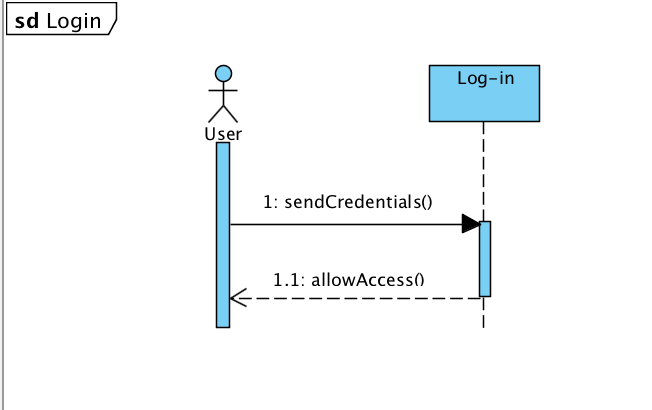 sd Login
Log-in
User
1: sendCredentials()
1.1: allowAccess()